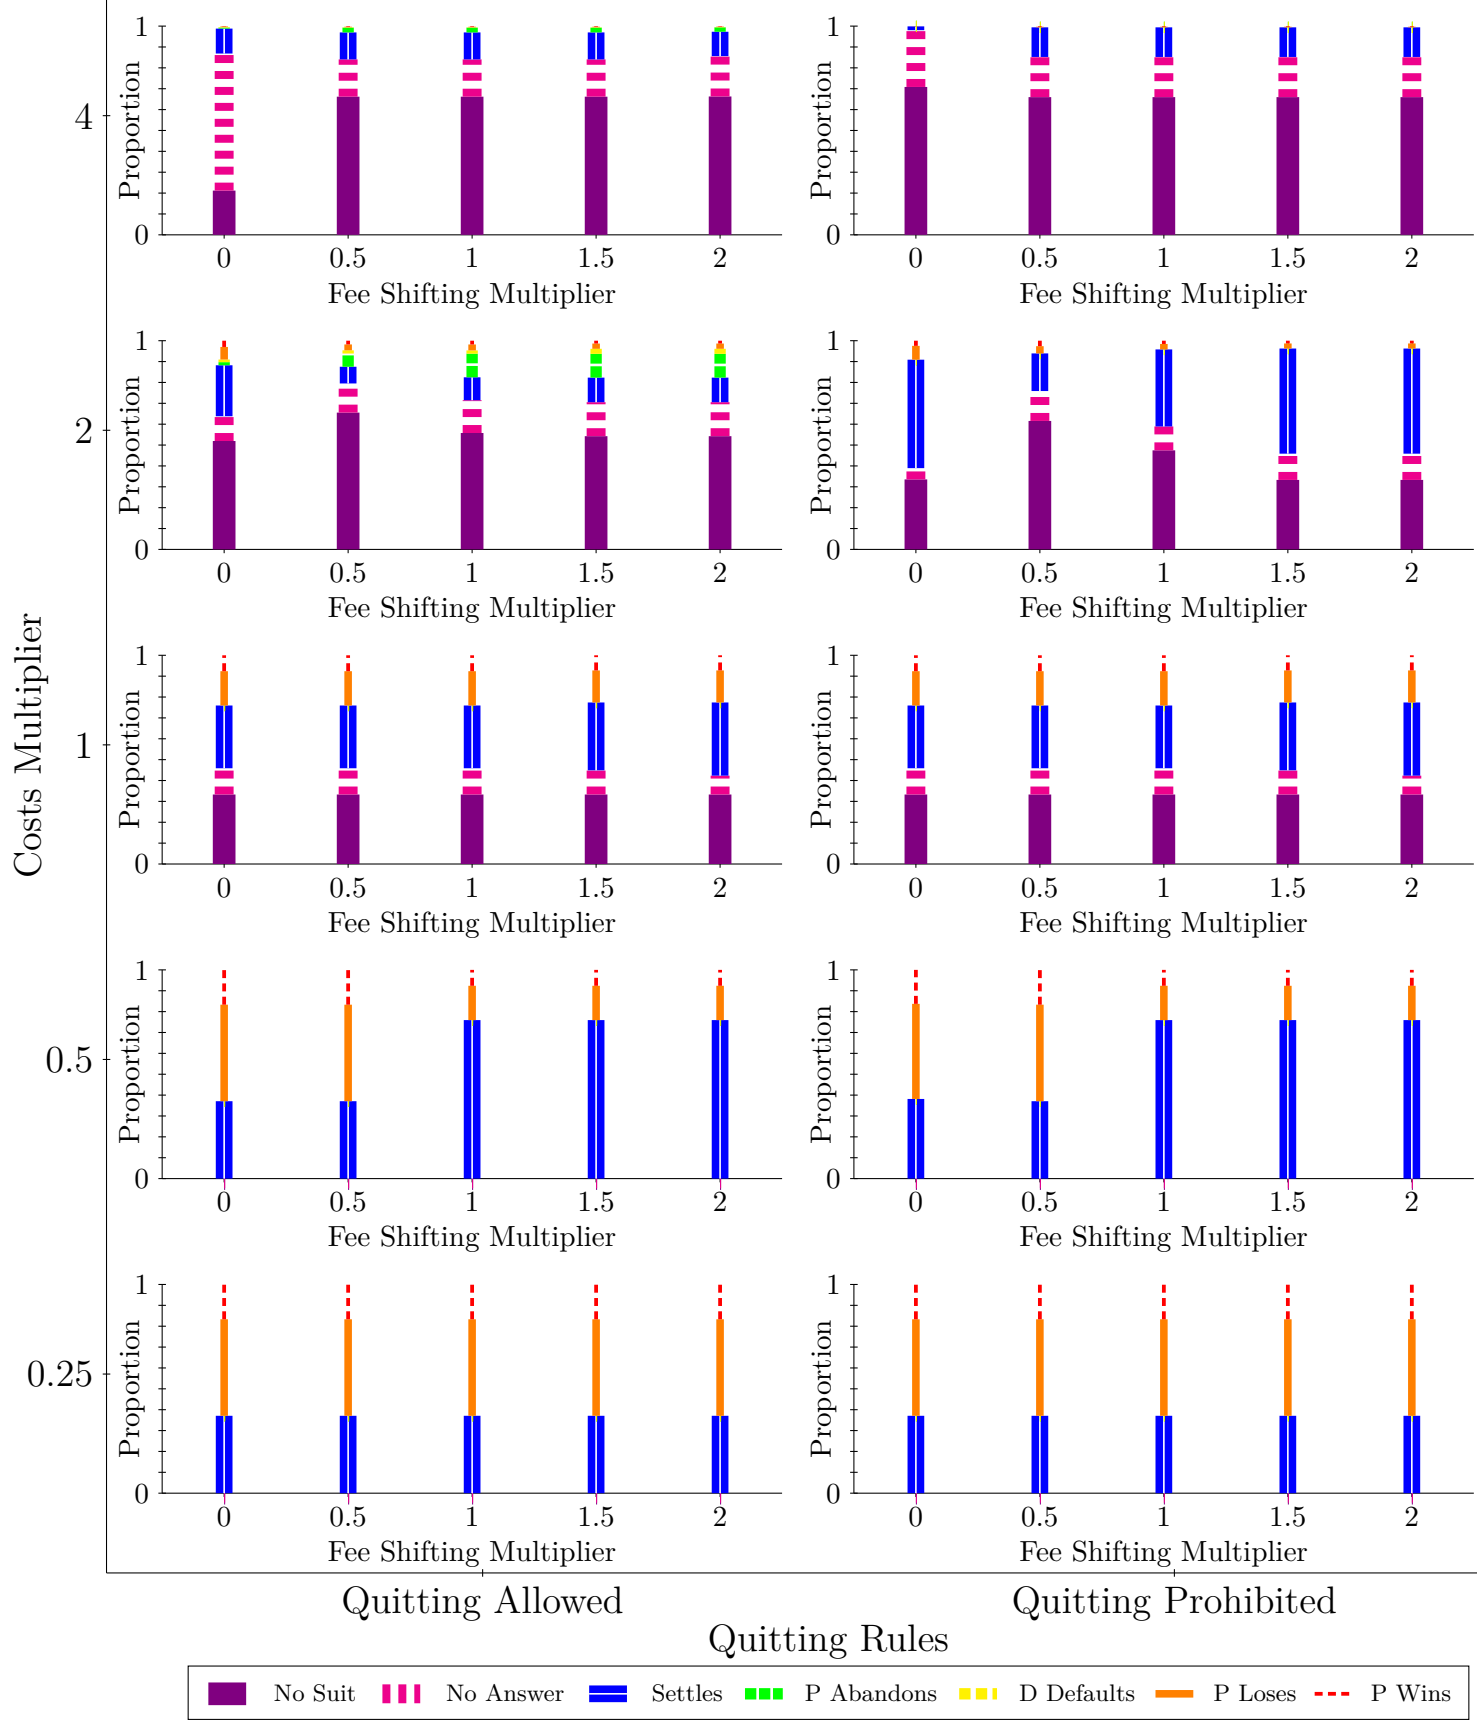 Costs Multiplier
4
Proportion
1
0
0 0.5 1 1.5 2
Fee Shifting Multiplier
Proportion
1
0
0 0.5 1 1.5 2
Fee Shifting Multiplier
2
Proportion
1
0
0 0.5 1 1.5 2
Fee Shifting Multiplier
Proportion
1
0
0 0.5 1 1.5 2
Fee Shifting Multiplier
1
Proportion
1
0
0 0.5 1 1.5 2
Fee Shifting Multiplier
Proportion
1
0
0 0.5 1 1.5 2
Fee Shifting Multiplier
0.5
Proportion
1
0
0 0.5 1 1.5 2
Fee Shifting Multiplier
Proportion
1
0
0 0.5 1 1.5 2
Fee Shifting Multiplier
0.25
Proportion
1
0
0 0.5 1 1.5 2
Fee Shifting Multiplier
Proportion
1
0
0 0.5 1 1.5 2
Fee Shifting Multiplier
Quitting Allowed
Quitting Prohibited
Quitting Rules
No Suit No Answer Settles P Abandons D Defaults P Loses P Wins